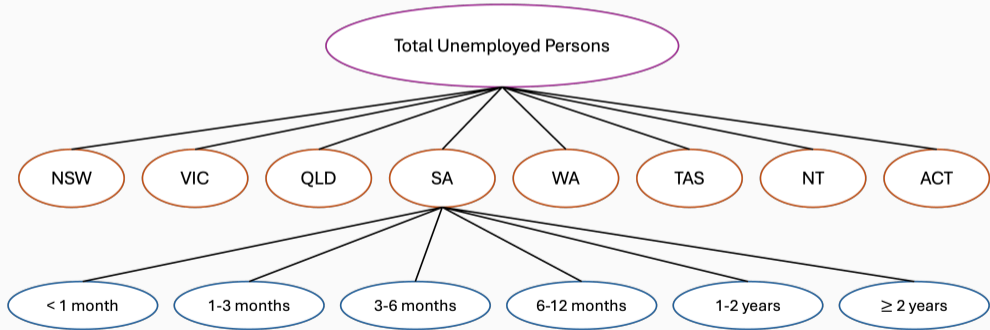 Total Unemployed Persons
NSW
VIC
QLD
SA
WA
TAS
NT
ACT
< 1 month
1-3 months
3-6 months
6-12 months
1-2 years
≥ 2 years